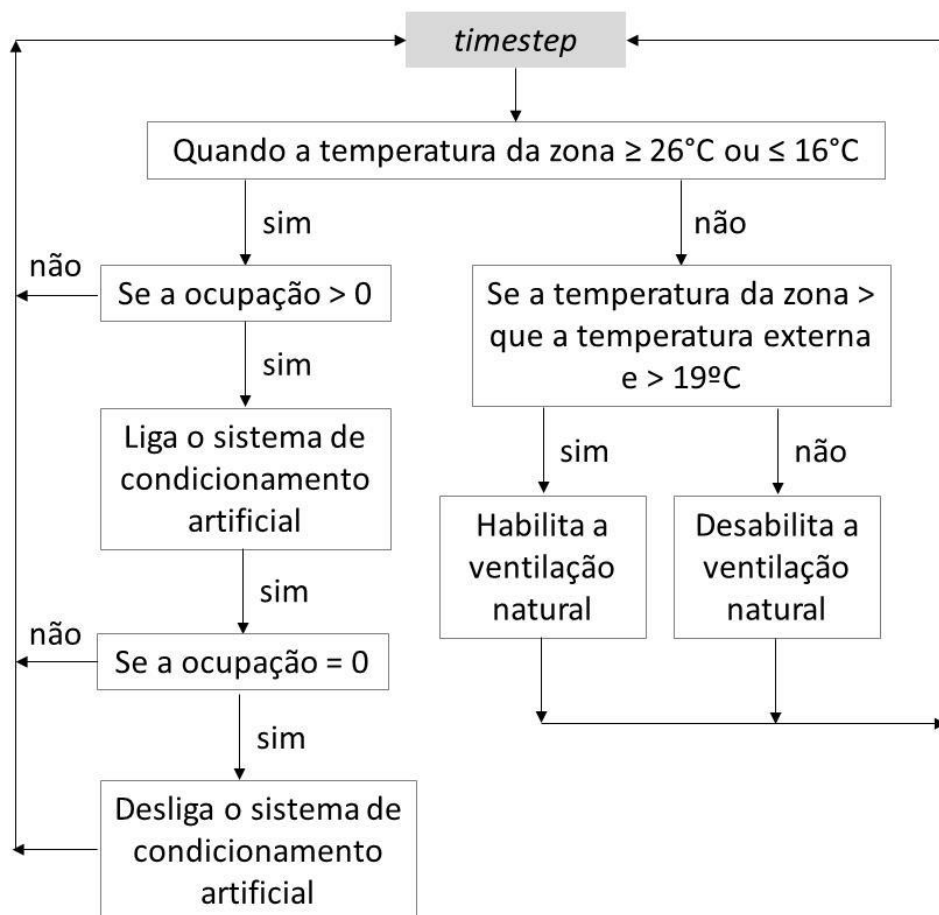 timestep
Quando a temperatura da zona ≥ 26°C ou ≤ 16°C
sim
não
não
Se a ocupação > 0
Se a temperatura da zona >
que a temperatura externa
e > 19ºC
sim
Liga o sistema de
condicionamento
artificial
sim
não
Habilita a
ventilação
natural
Desabilita a
ventilação
natural
sim
não
Se a ocupação = 0
sim
Desliga o sistema de
condicionamento
artificial